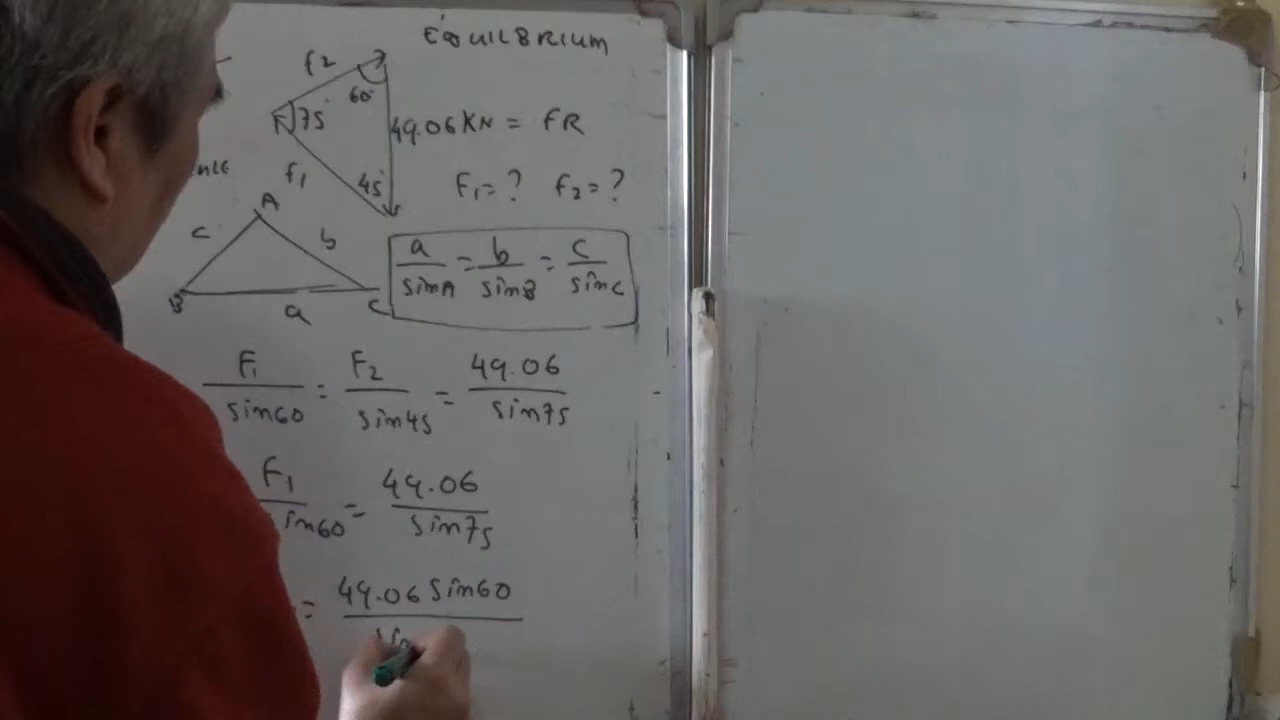 EQUILBRIUM
F2
60°
75°
49.06KN = FR
F1
45°
F1=? F2=?
A
c b
B C
a
a/sinA = b/sinB = c/sinC
F1/sin60 = F2/sin45 = 49.06/sin75
F1/sin60 = 49.06/sin75
= 49.06 sin60